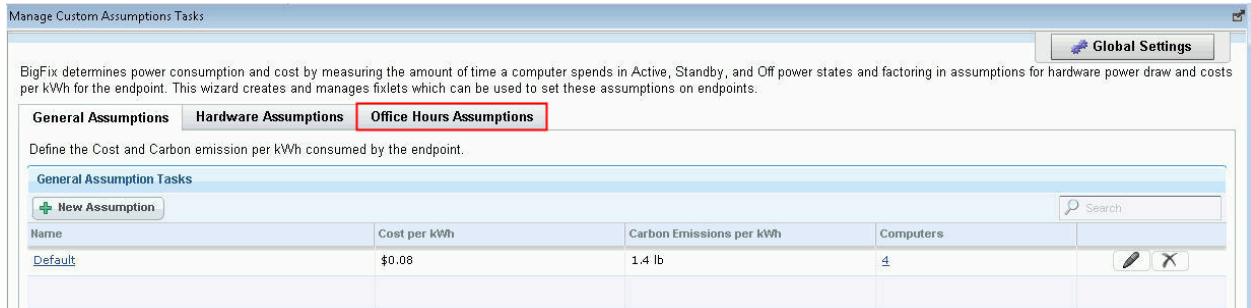 Manage Custom Assumptions Tasks
Global Settings
BigFix determines power consumption and cost by measuring the amount of time a computer spends in Active, Standby, and Off power states and factoring in assumptions for hardware power draw and costs
per kWh for the endpoint. This wizard creates and manages fixlets which can be used to set these assumptions on endpoints.
General Assumptions Hardware Assumptions Office Hours Assumptions
Define the Cost and Carbon emission per kWh consumed by the endpoint.
General Assumption Tasks
New Assumption Search
Name Cost per kWh Carbon Emissions per kWh Computers
Default $0.08 1.4 lb 4